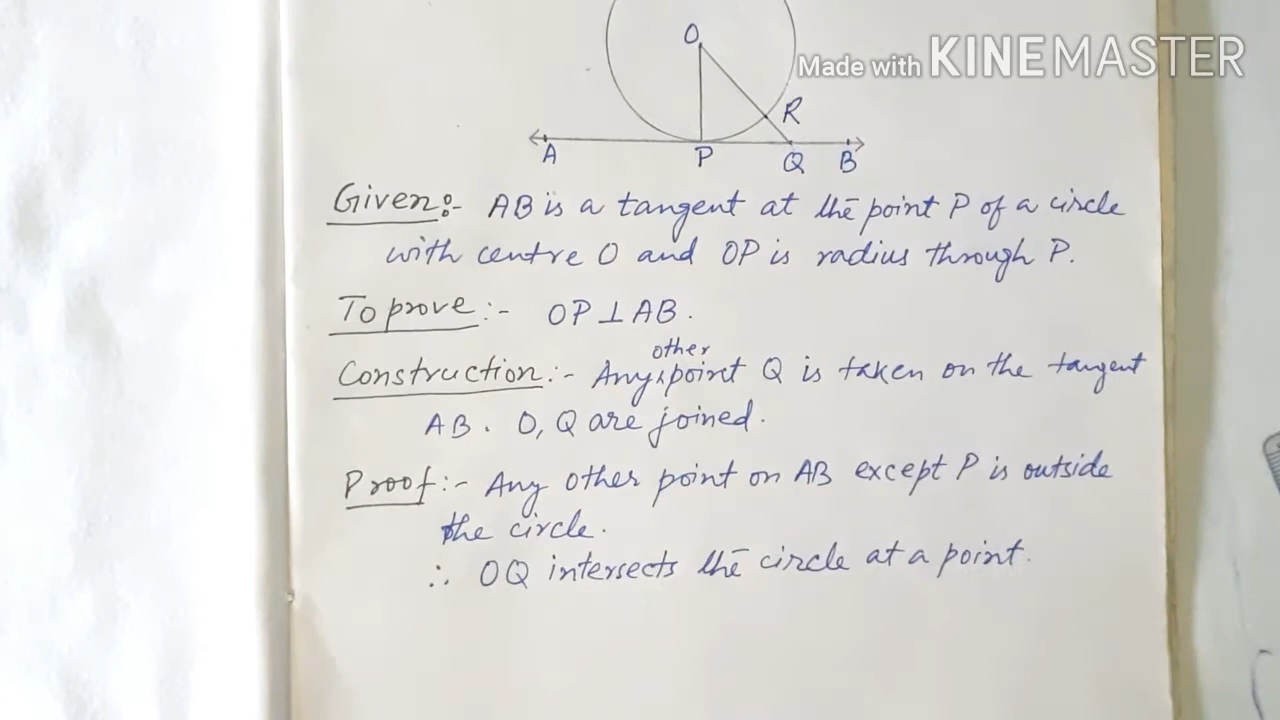 O
Made with KINEMASTER
R
A P Q B
Given:- AB is a tangent at the point P of a circle
with centre O and OP is radius through P.
To prove:- OP⊥AB.
other
Construction:- Any‸point Q is taken on the tangent
AB. O, Q are joined.
Proof:- Any other point on AB except P is outside
the circle.
∴ OQ intersects the circle at a point.